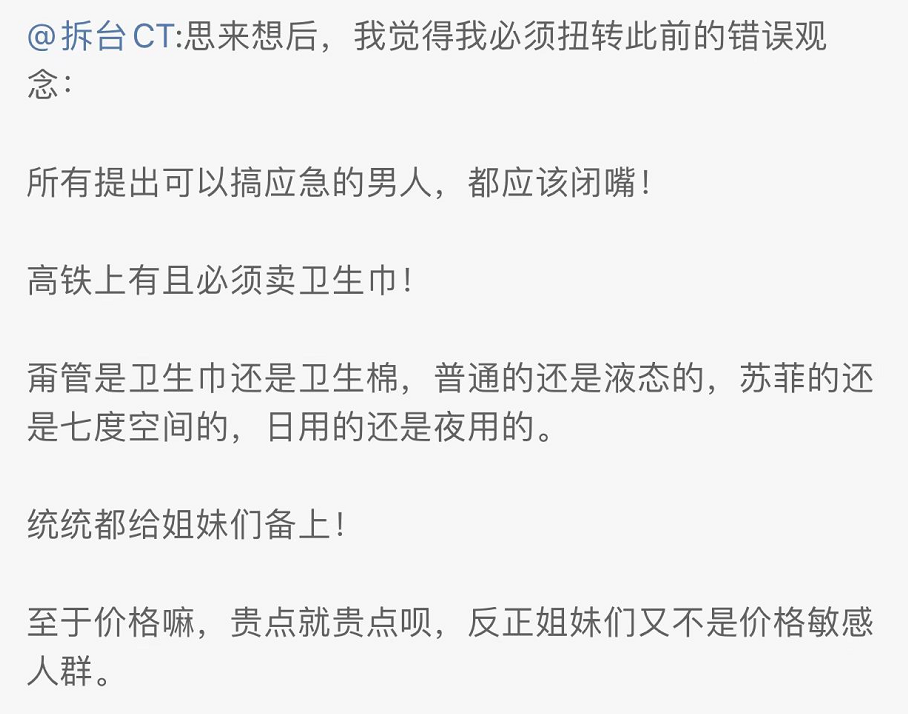 @拆台CT:思来想后，我觉得我必须扭转此前的错误观
念：
所有提出可以搞应急的男人，都应该闭嘴！
高铁上有且必须卖卫生巾！
甭管是卫生巾还是卫生棉，普通的还是液态的，苏菲的还
是七度空间的，日用的还是夜用的。
统统都给姐妹们备上！
至于价格嘛，贵点就贵点呗，反正姐妹们又不是价格敏感
人群。